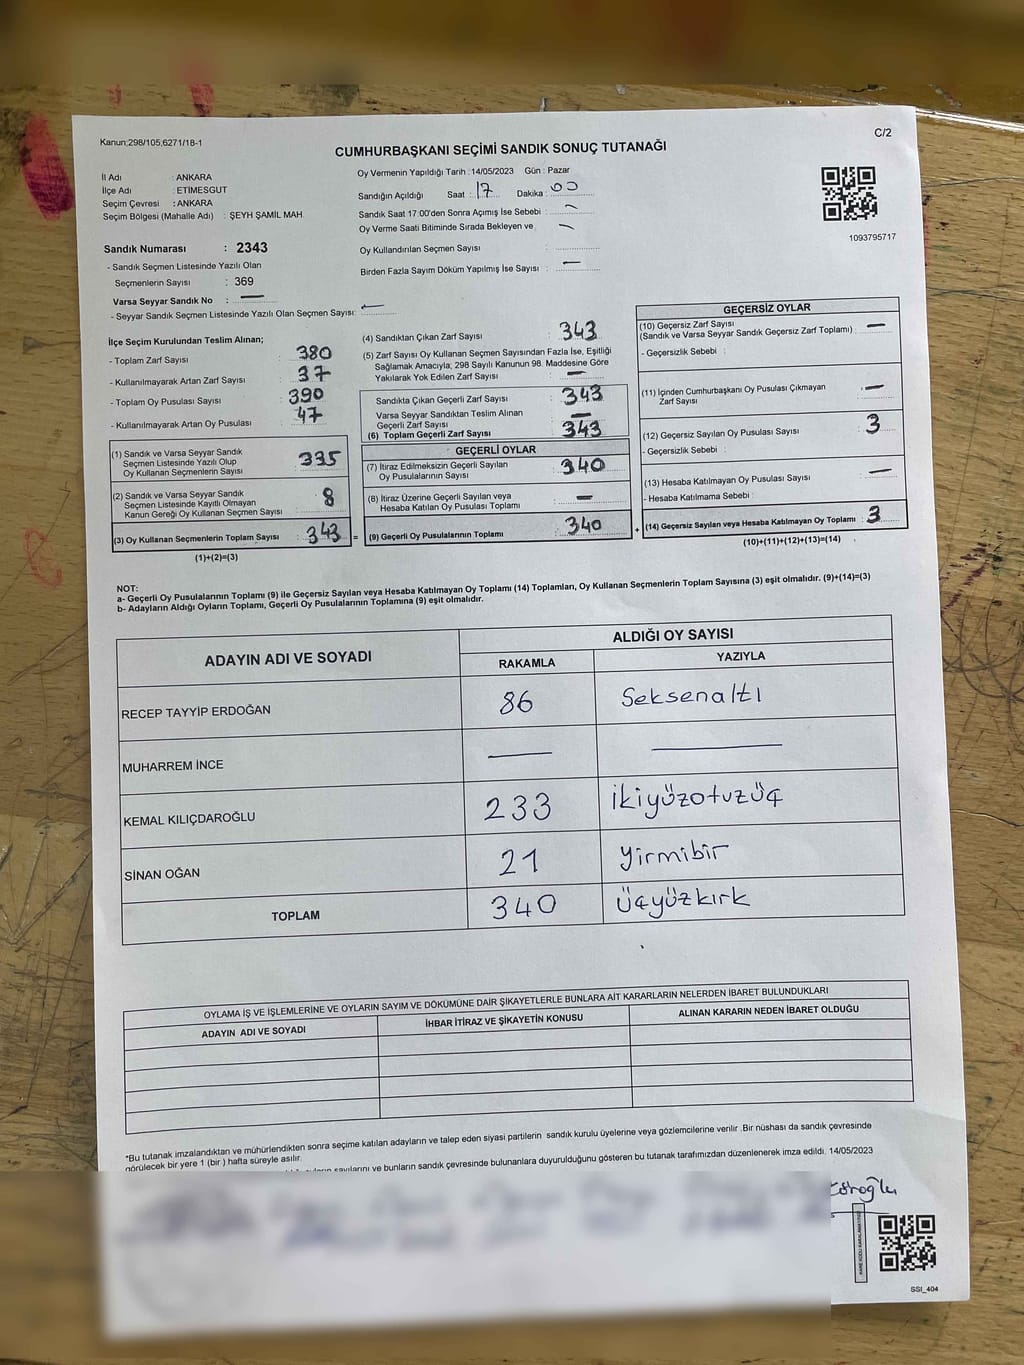 Kanun;298/105,6271/18-1
C/2
CUMHURBAŞKANI SEÇİMİ SANDIK SONUÇ TUTANAĞI
İl Adı : ANKARA
İlçe Adı : ETİMESGUT
Seçim Çevresi : ANKARA
Seçim Bölgesi (Mahalle Adı) : ŞEYH ŞAMİL MAH.
Oy Vermenin Yapıldığı Tarih : 14/05/2023 Gün : Pazar
Sandığın Açıldığı Saat : 17 Dakika : 00
Sandık Saat 17:00'den Sonra Açımış İse Sebebi : —
Oy Verme Saati Bitiminde Sırada Bekleyen ve —
Oy Kullandırılan Seçmen Sayısı :
Birden Fazla Sayım Döküm Yapılmış İse Sayısı : —
1093795717
Sandık Numarası : 2343
- Sandık Seçmen Listesinde Yazılı Olan
Seçmenlerin Sayısı : 369
Varsa Seyyar Sandık No : —
- Seyyar Sandık Seçmen Listesinde Yazılı Olan Seçmen Sayısı: —
İlçe Seçim Kurulundan Teslim Alınan;
- Toplam Zarf Sayısı : 380
- Kullanılmayarak Artan Zarf Sayısı : 37
- Toplam Oy Pusulası Sayısı : 390
- Kullanılmayarak Artan Oy Pusulası : 47
(1) Sandık ve Varsa Seyyar Sandık
Seçmen Listesinde Yazılı Olup
Oy Kullanan Seçmenlerin Sayısı : 335
(2) Sandık ve Varsa Seyyar Sandık
Seçmen Listesinde Kayıtlı Olmayan
Kanun Gereği Oy Kullanan Seçmen Sayısı : 8
(3) Oy Kullanan Seçmenlerin Toplam Sayısı : 343 =
(1)+(2)=(3)
(4) Sandıktan Çıkan Zarf Sayısı : 343
(5) Zarf Sayısı Oy Kullanan Seçmen Sayısından Fazla İse, Eşitliği
Sağlamak Amacıyla; 298 Sayılı Kanunun 98. Maddesine Göre
Yakılarak Yok Edilen Zarf Sayısı : —
Sandıkta Çıkan Geçerli Zarf Sayısı : 343
Varsa Seyyar Sandıktan Teslim Alınan
Geçerli Zarf Sayısı : —
(6) Toplam Geçerli Zarf Sayısı : 343
GEÇERLİ OYLAR
(7) İtiraz Edilmeksizin Geçerli Sayılan
Oy Pusulalarının Sayısı : 340
(8) İtiraz Üzerine Geçerli Sayılan veya
Hesaba Katılan Oy Pusulaları Toplamı : —
(9) Geçerli Oy Pusulalarının Toplamı : 340 +
GEÇERSİZ OYLAR
(10) Geçersiz Zarf Sayısı
(Sandık ve Varsa Seyyar Sandık Geçersiz Zarf Toplamı) : —
- Geçersizlik Sebebi :
(11) İçinden Cumhurbaşkanı Oy Pusulası Çıkmayan
Zarf Sayısı : —
(12) Geçersiz Sayılan Oy Pusulası Sayısı : 3
- Geçersizlik Sebebi :
(13) Hesaba Katılmayan Oy Pusulası Sayısı : —
- Hesaba Katılmama Sebebi :
(14) Geçersiz Sayılan veya Hesaba Katılmayan Oy Toplamı : 3
(10)+(11)+(12)+(13)=(14)
NOT:
a- Geçerli Oy Pusulalarının Toplamı (9) ile Geçersiz Sayılan veya Hesaba Katılmayan Oy Toplamı (14) Toplamları, Oy Kullanan Seçmenlerin Toplam Sayısına (3) eşit olmalıdır. (9)+(14)=(3)
b- Adayların Aldığı Oyların Toplamı, Geçerli Oy Pusulalarının Toplamına (9) eşit olmalıdır.
ADAYIN ADI VE SOYADI
ALDIĞI OY SAYISI
RAKAMLA YAZIYLA
RECEP TAYYİP ERDOĞAN 86 Seksenaltı
MUHARREM İNCE — —
KEMAL KILIÇDAROĞLU 233 İkiyüzotuzüç
SİNAN OĞAN 21 yirmibir
TOPLAM 340 Üçyüzkırk
OYLAMA İŞ VE İŞLEMLERİNE VE OYLARIN SAYIM VE DÖKÜMÜNE DAİR ŞİKAYETLERLE BUNLARA AİT KARARLARIN NELERDEN İBARET BULUNDUKLARI
ADAYIN ADI VE SOYADI İHBAR İTİRAZ VE ŞİKAYETİN KONUSU ALINAN KARARIN NEDEN İBARET OLDUĞU
"Bu tutanak imzalandıktan ve mühürlendikten sonra seçime katılan adayların ve talep eden siyasi partilerin sandık kurulu üyelerine veya gözlemcilerine verilir .Bir nüshası da sandık çevresinde
görülecek bir yere 1 (bir ) hafta süreyle asılır.
sayılarını ve bunların sandık çevresinde bulunanlara duyurulduğunu gösteren bu tutanak tarafımızdan düzenlenerek imza edildi. 14/05/2023
SSI_404